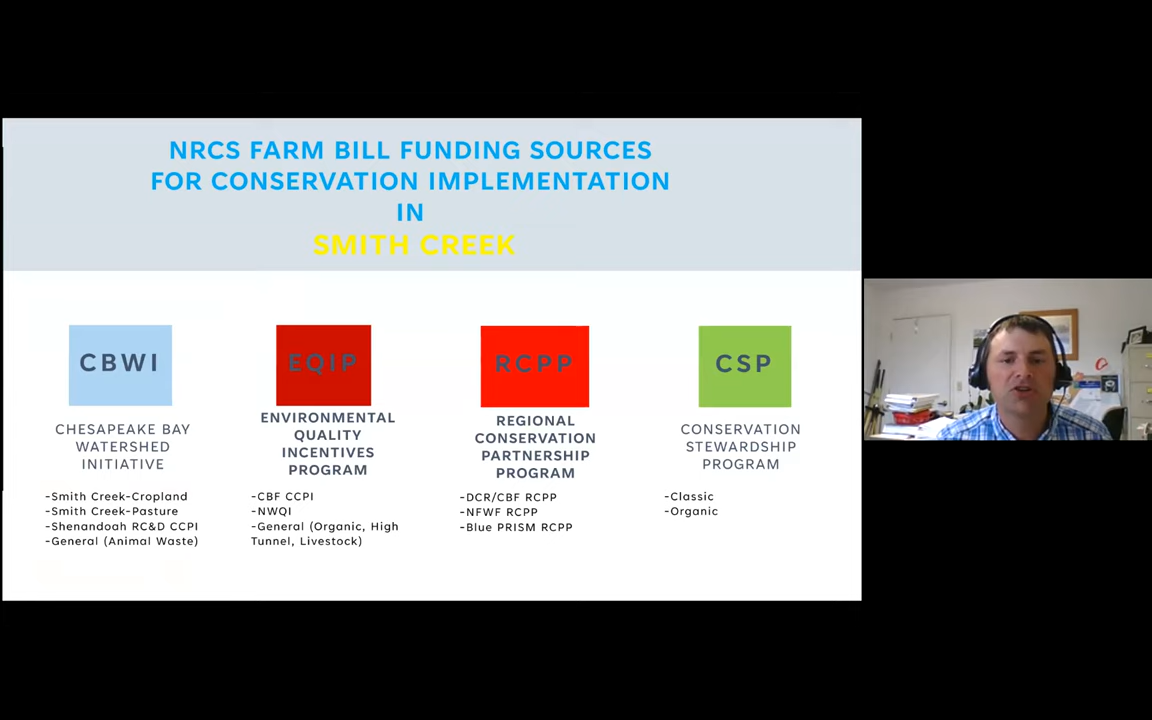 NRCS FARM BILL FUNDING SOURCES
FOR CONSERVATION IMPLEMENTATION
IN
SMITH CREEK
CBWI
CHESAPEAKE BAY
WATERSHED
INITIATIVE
-Smith Creek-Cropland
-Smith Creek-Pasture
-Shenandoah RC&D CCPI
-General (Animal Waste)
EQIP
ENVIRONMENTAL
QUALITY
INCENTIVES
PROGRAM
-CBF CCPI
-NWQI
-General (Organic, High
Tunnel, Livestock)
RCPP
REGIONAL
CONSERVATION
PARTNERSHIP
PROGRAM
-DCR/CBF RCPP
-NFWF RCPP
-Blue PRISM RCPP
CSP
CONSERVATION
STEWARDSHIP
PROGRAM
-Classic
-Organic